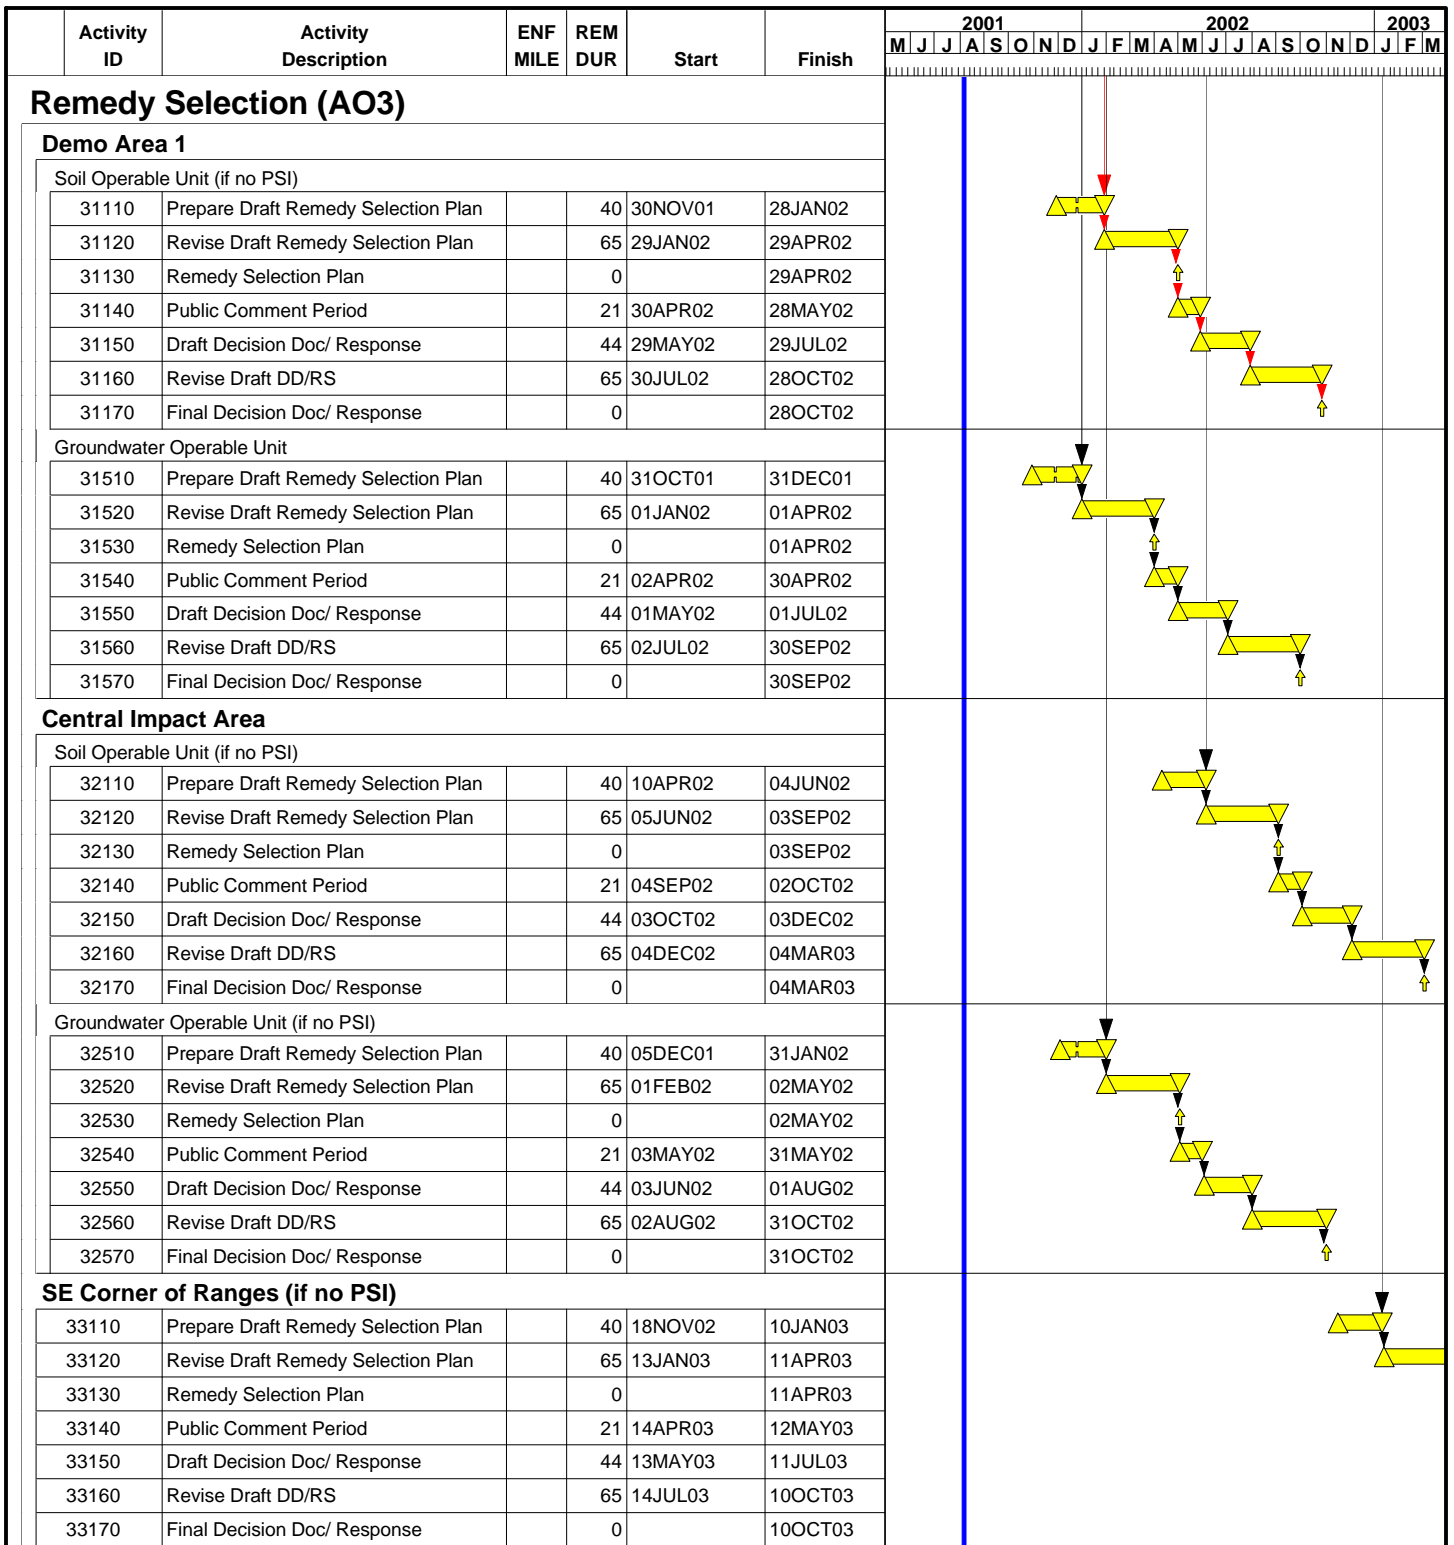 Activity Activity ENF REM 2001 2002 2003
ID Description MILE DUR Start Finish M J J A S O N D J F M A M J J A S O N D J F M
Remedy Selection (AO3)
Demo Area 1
Soil Operable Unit (if no PSI)
31110 Prepare Draft Remedy Selection Plan 40 30NOV01 28JAN02
31120 Revise Draft Remedy Selection Plan 65 29JAN02 29APR02
31130 Remedy Selection Plan 0 29APR02
31140 Public Comment Period 21 30APR02 28MAY02
31150 Draft Decision Doc/ Response 44 29MAY02 29JUL02
31160 Revise Draft DD/RS 65 30JUL02 28OCT02
31170 Final Decision Doc/ Response 0 28OCT02
Groundwater Operable Unit
31510 Prepare Draft Remedy Selection Plan 40 31OCT01 31DEC01
31520 Revise Draft Remedy Selection Plan 65 01JAN02 01APR02
31530 Remedy Selection Plan 0 01APR02
31540 Public Comment Period 21 02APR02 30APR02
31550 Draft Decision Doc/ Response 44 01MAY02 01JUL02
31560 Revise Draft DD/RS 65 02JUL02 30SEP02
31570 Final Decision Doc/ Response 0 30SEP02
Central Impact Area
Soil Operable Unit (if no PSI)
32110 Prepare Draft Remedy Selection Plan 40 10APR02 04JUN02
32120 Revise Draft Remedy Selection Plan 65 05JUN02 03SEP02
32130 Remedy Selection Plan 0 03SEP02
32140 Public Comment Period 21 04SEP02 02OCT02
32150 Draft Decision Doc/ Response 44 03OCT02 03DEC02
32160 Revise Draft DD/RS 65 04DEC02 04MAR03
32170 Final Decision Doc/ Response 0 04MAR03
Groundwater Operable Unit (if no PSI)
32510 Prepare Draft Remedy Selection Plan 40 05DEC01 31JAN02
32520 Revise Draft Remedy Selection Plan 65 01FEB02 02MAY02
32530 Remedy Selection Plan 0 02MAY02
32540 Public Comment Period 21 03MAY02 31MAY02
32550 Draft Decision Doc/ Response 44 03JUN02 01AUG02
32560 Revise Draft DD/RS 65 02AUG02 31OCT02
32570 Final Decision Doc/ Response 0 31OCT02
SE Corner of Ranges (if no PSI)
33110 Prepare Draft Remedy Selection Plan 40 18NOV02 10JAN03
33120 Revise Draft Remedy Selection Plan 65 13JAN03 11APR03
33130 Remedy Selection Plan 0 11APR03
33140 Public Comment Period 21 14APR03 12MAY03
33150 Draft Decision Doc/ Response 44 13MAY03 11JUL03
33160 Revise Draft DD/RS 65 14JUL03 10OCT03
33170 Final Decision Doc/ Response 0 10OCT03